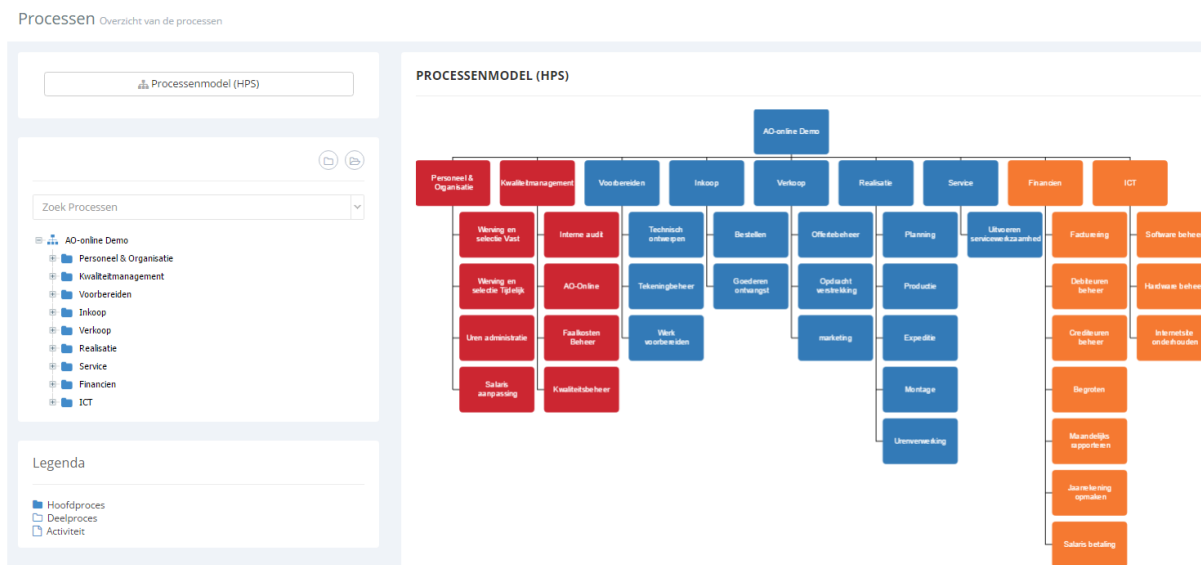 Processen Overzicht van de processen
Processenmodel (HPS)
Zoek Processen
AO-online Demo
Personeel & Organisatie
Kwaliteitmanagement
Voorbereiden
Inkoop
Verkoop
Realisatie
Service
Financien
ICT
Legenda
Hoofdproces
Deelproces
Activiteit
PROCESSENMODEL (HPS)
AO-online Demo
Personeel &
Organisatie
Kwaliteitmanagement
Voorbereiden
Inkoop
Verkoop
Realisatie
Service
Financien
ICT
Werving en
selectie Vast
Interne audit
Technisch
ontwerpen
Bestellen
Offertebeheer
Planning
Uitvoeren
servicewerkzaamhed
Facturering
Software behee
Werving en
selectie Tijdelijk
AO-Online
Tekeningbeheer
Goederen
ontvangst
Opdracht
verstrekking
Productie
Debiteuren
beheer
Hardware behee
Uren administratie
Faalkosten
Beheer
Werk
voorbereiden
marketing
Expeditie
Crediteuren
beheer
Internetsite
onderhouden
Salaris
aanpassing
Kwaliteitsbeheer
Montage
Begroten
Urenverwerking
Maandelijks
rapporteren
Jaarrekening
opmaken
Salaris betaling